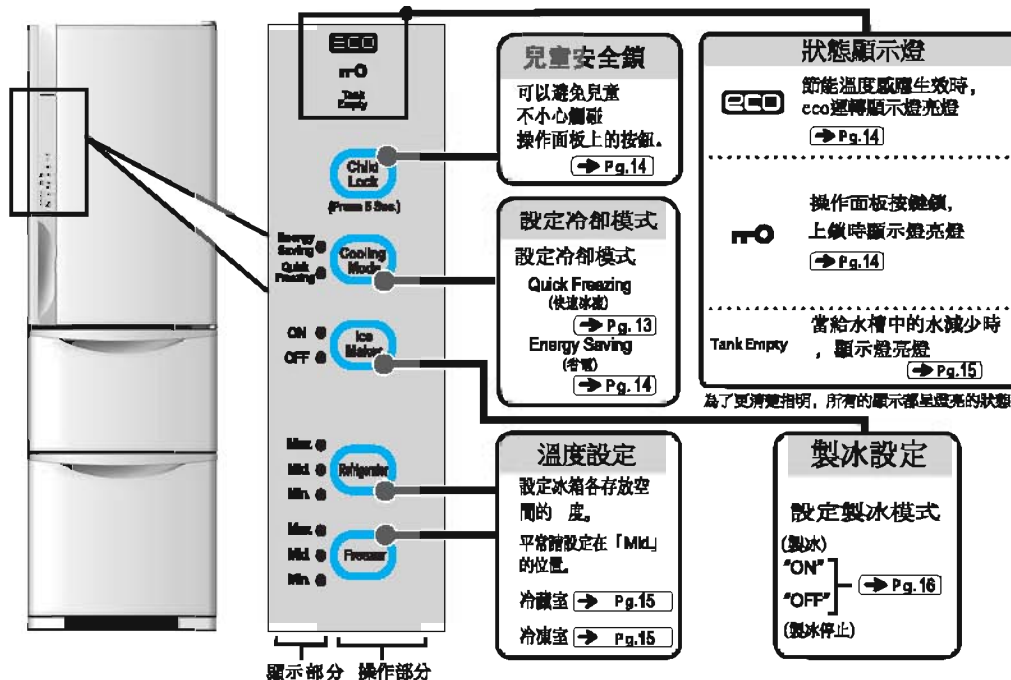 eco
Tank
Empty
Child
Lock
(Press 5 Sec.)
Energy
Saving
Quick
Freezing
Cooling
Mode
ON
OFF
Ice
Maker
Max.
Mid.
Min.
Refrigerator
Max.
Mid.
Min.
Freezer
顯示部分 操作部分
兒童安全鎖
可以避免兒童
不小心觸碰
操作面板上的按鈕.
➔ Pg.14
設定冷卻模式
設定冷卻模式
Quick Freezing
(快速冰凍)
➔ Pg. 13
Energy Saving
(省電)
➔ Pg. 14
溫度設定
設定冰箱各存放空
間的 度。
平常請設定在「Mid.」
的位置。
冷藏室 ➔ Pg.15
冷凍室 ➔ Pg.15
狀態顯示燈
eco
節能溫度感應生效時,
eco運轉顯示燈亮燈
➔ Pg.14
操作面板按鍵鎖,
上鎖時顯示燈亮燈
➔ Pg.14
Tank Empty
當給水槽中的水減少時
, 顯示燈亮燈
➔ Pg.15
為了更清楚指明, 所有的顯示都呈燈亮的狀態
製冰設定
設定製冰模式
(製冰)
"ON"
"OFF"
➔ Pg. 16
(製冰停止)